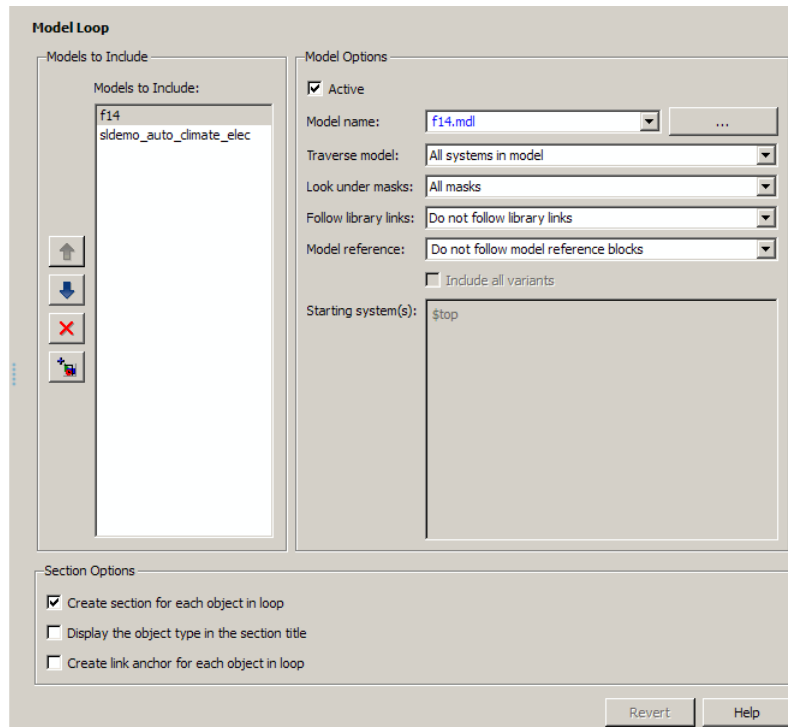 Model Loop
Models to Include
Models to Include:
f14
sldemo_auto_climate_elec
Model Options
Active
Model name:
f14.mdl
...
Traverse model:
All systems in model
Look under masks:
All masks
Follow library links:
Do not follow library links
Model reference:
Do not follow model reference blocks
Include all variants
Starting system(s):
$top
Section Options
Create section for each object in loop
Display the object type in the section title
Create link anchor for each object in loop
Revert
Help